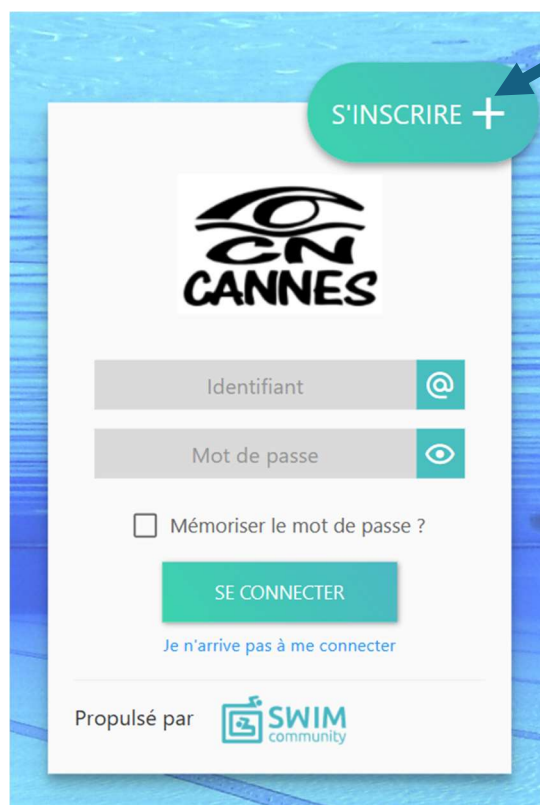 S'INSCRIRE +
CN
CANNES
Identifiant
@
Mot de passe
Mémoriser le mot de passe ?
SE CONNECTER
Je n'arrive pas à me connecter
Propulsé par
SWIM
community